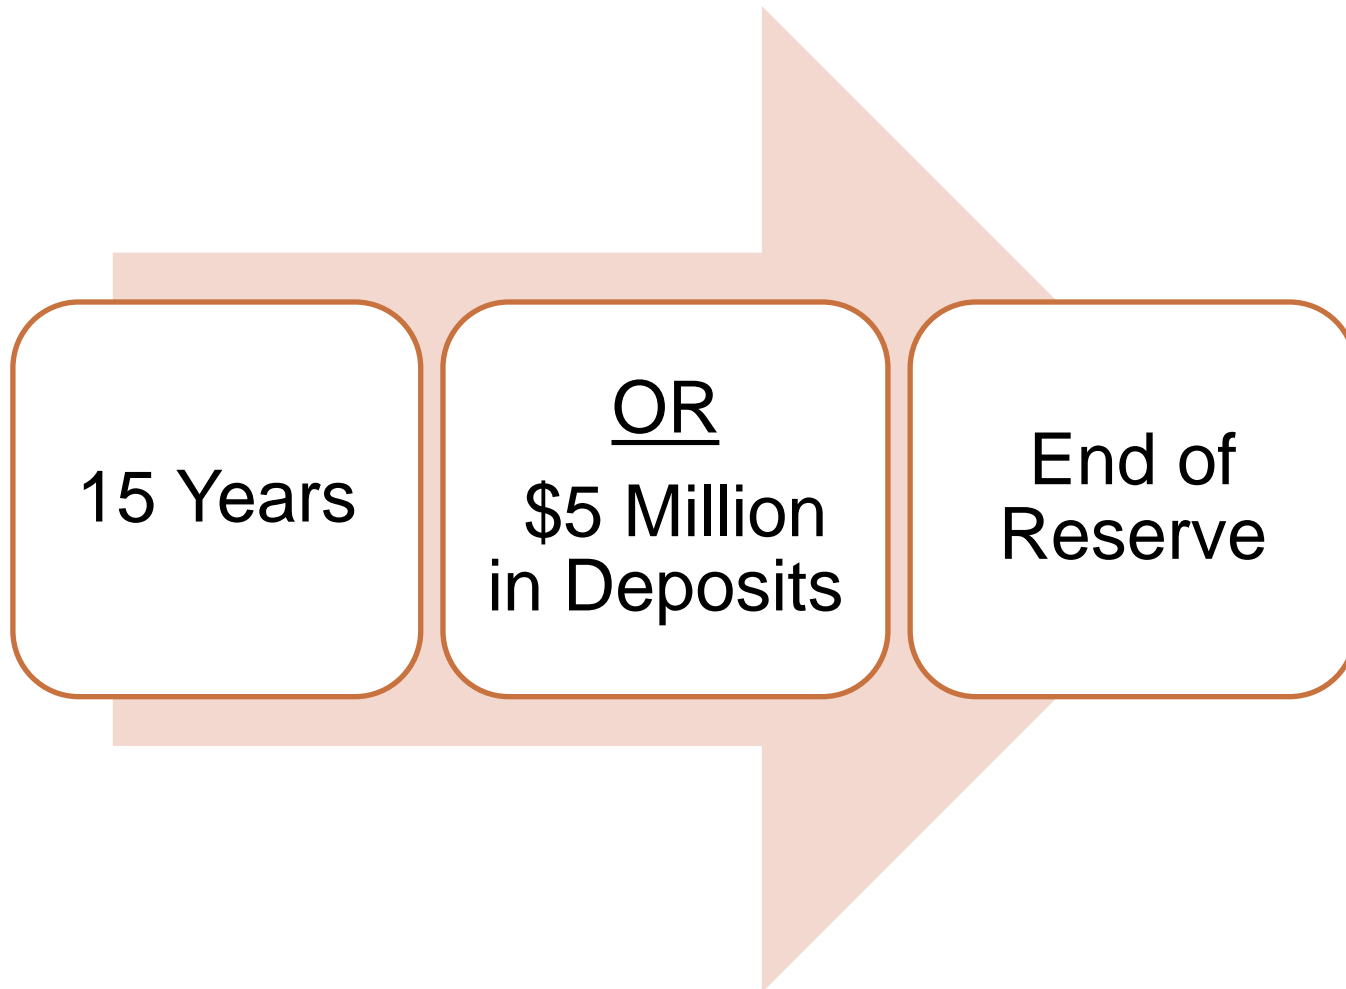 15 Years
OR
$5 Million
in Deposits
End of
Reserve